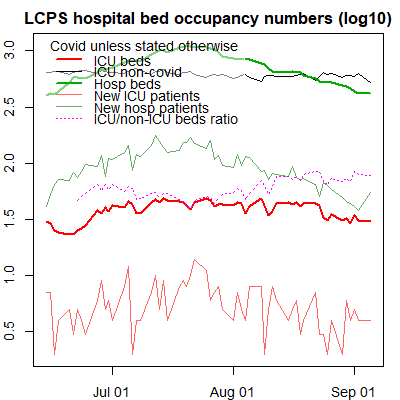 LCPS hospital bed occupancy numbers (log10)
Covid unless stated otherwise
ICU beds
ICU non-covid
Hosp beds
New ICU patients
New hosp patients
ICU/non-ICU beds ratio
3.0
2.5
2.0
1.5
1.0
0.5
Jul 01
Aug 01
Sep 01